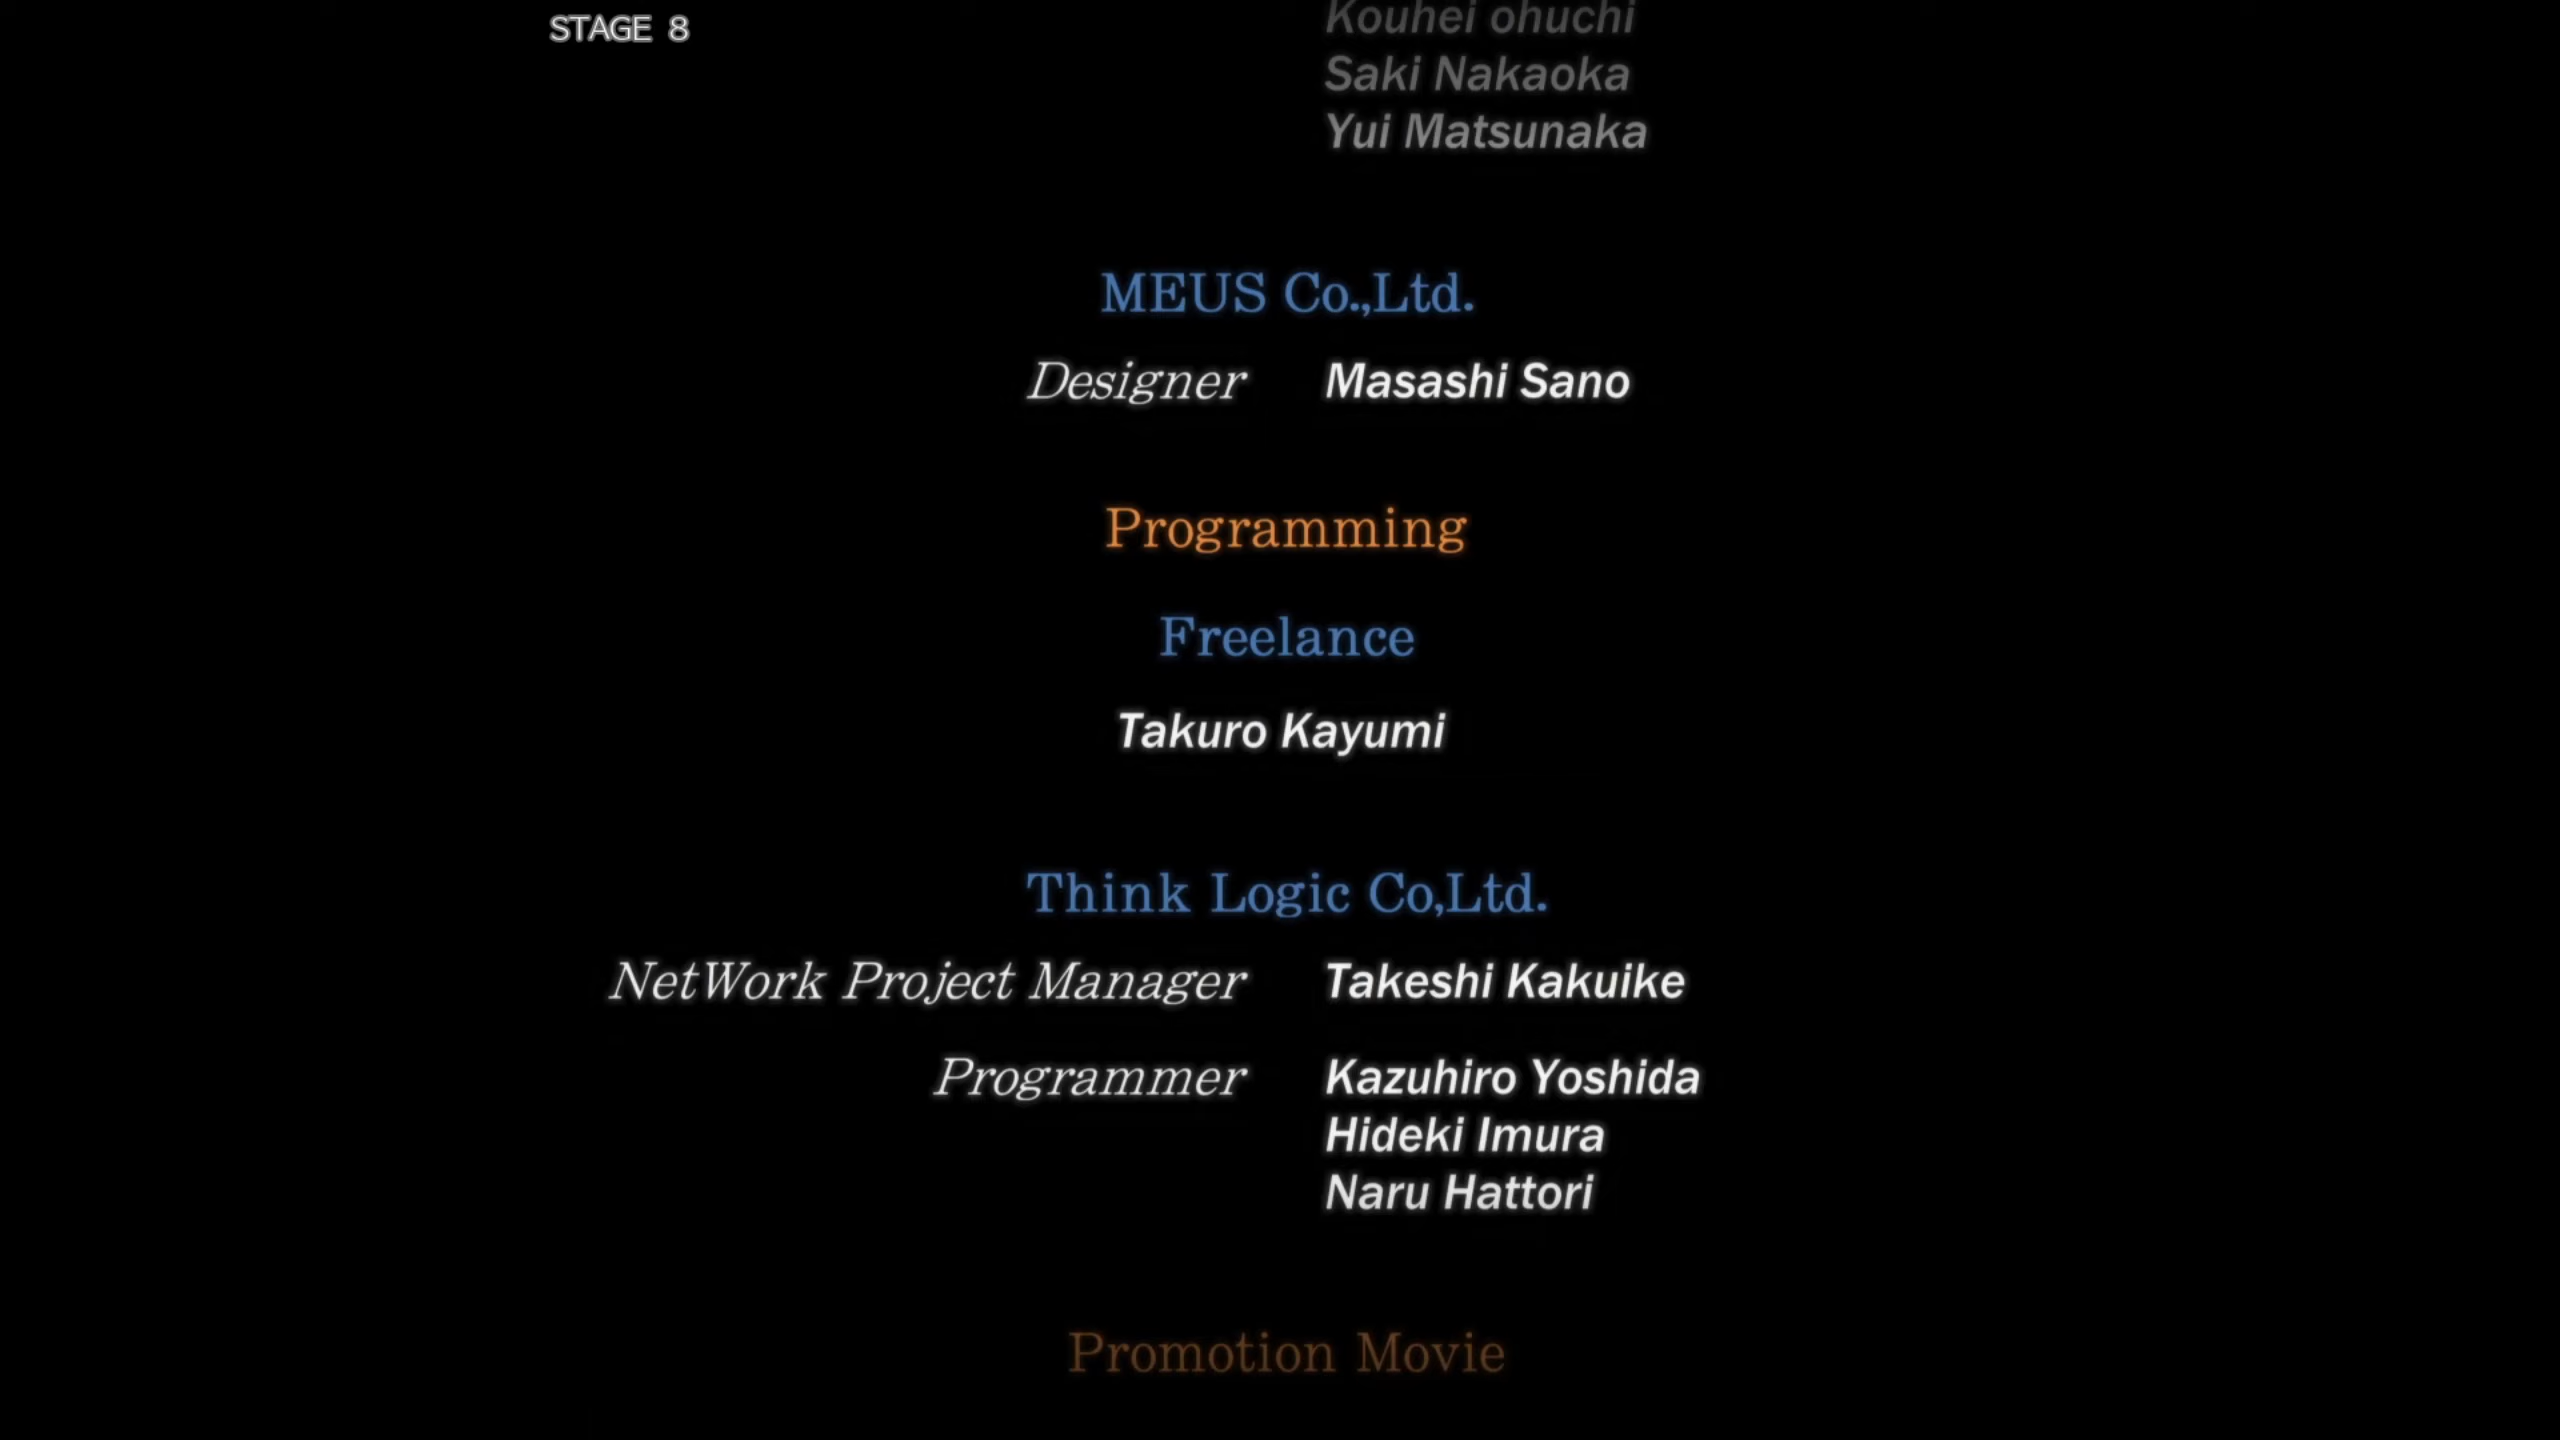 STAGE 8
Kouhei ohuchi
Saki Nakaoka
Yui Matsunaka
MEUS Co.,Ltd.
Designer Masashi Sano
Programming
Freelance
Takuro Kayumi
Think Logic Co,Ltd.
NetWork Project Manager Takeshi Kakuike
Programmer Kazuhiro Yoshida
Hideki Imura
Naru Hattori
Promotion Movie